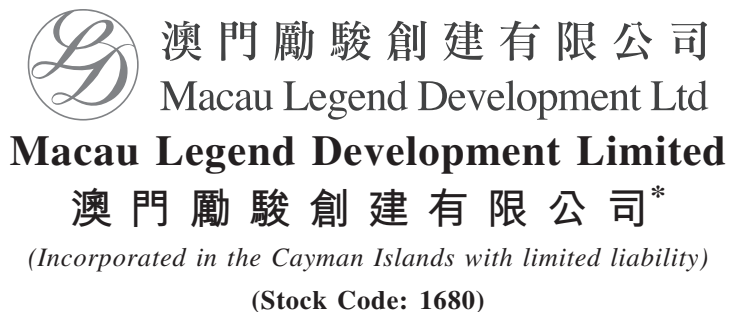 LD
澳門勵駿創建有限公司
Macau Legend Development Ltd
Macau Legend Development Limited
澳門勵駿創建有限公司*
(Incorporated in the Cayman Islands with limited liability)
(Stock Code: 1680)